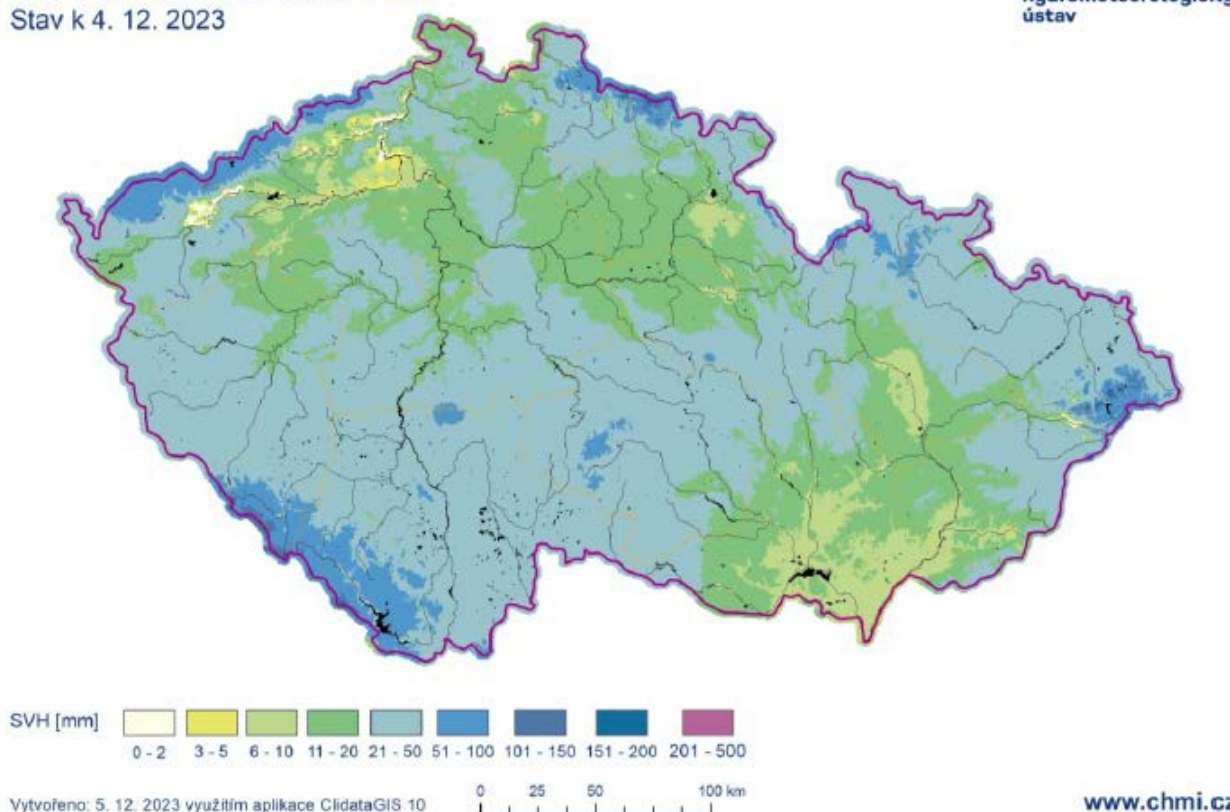 Stav k 4. 12. 2023
ústav
SVH [mm]
0 - 2 3 - 5 6 - 10 11 - 20 21 - 50 51 - 100 101 - 150 151 - 200 201 - 500
0 25 50 100 km
Vytvořeno: 5. 12. 2023 využitím aplikace ClidataGIS 10
www.chmi.cz